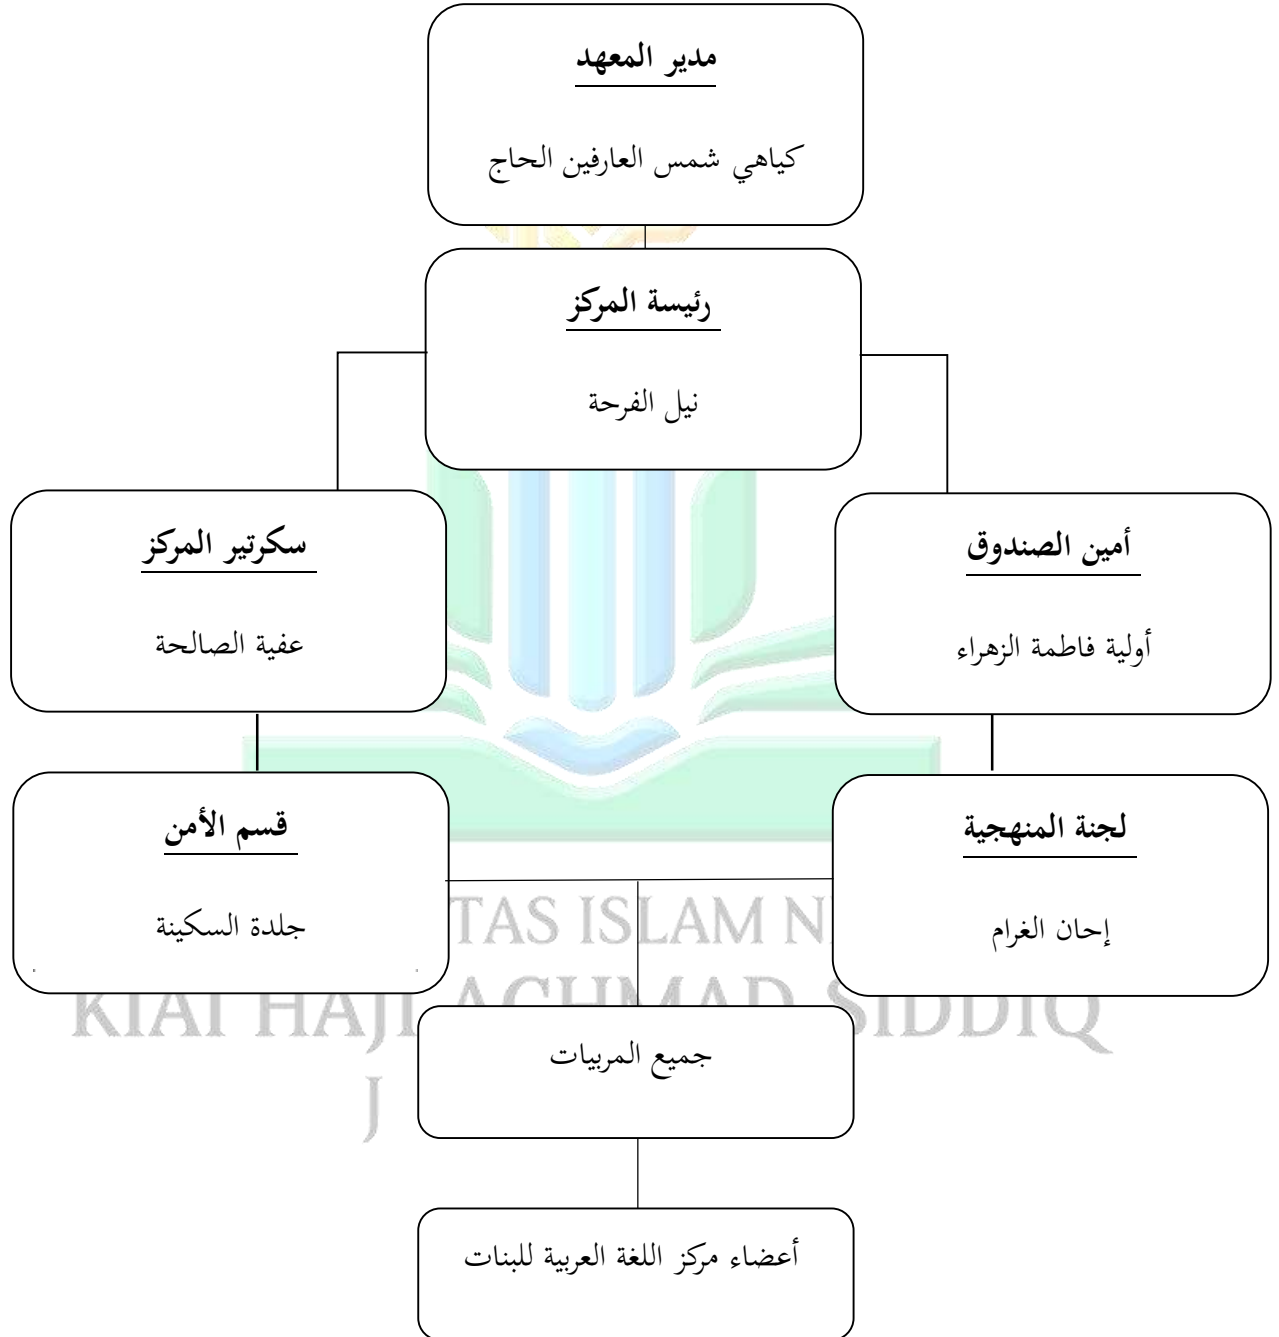 مدير المعهد
كياهي شمس العارفين الحاج
رئيسة المركز
نيل الفرحة
أمين الصندوق
أولية فاطمة الزهراء
سكرتير المركز
عفية الصالحة
لجنة المنهجية
إحان الغرام
قسم الأمن
جلدة السكينة
TAS ISLAM N
KIAI HAJI ACHMAD SIDDIQ
J
جميع المربيات
أعضاء مركز اللغة العربية للبنات